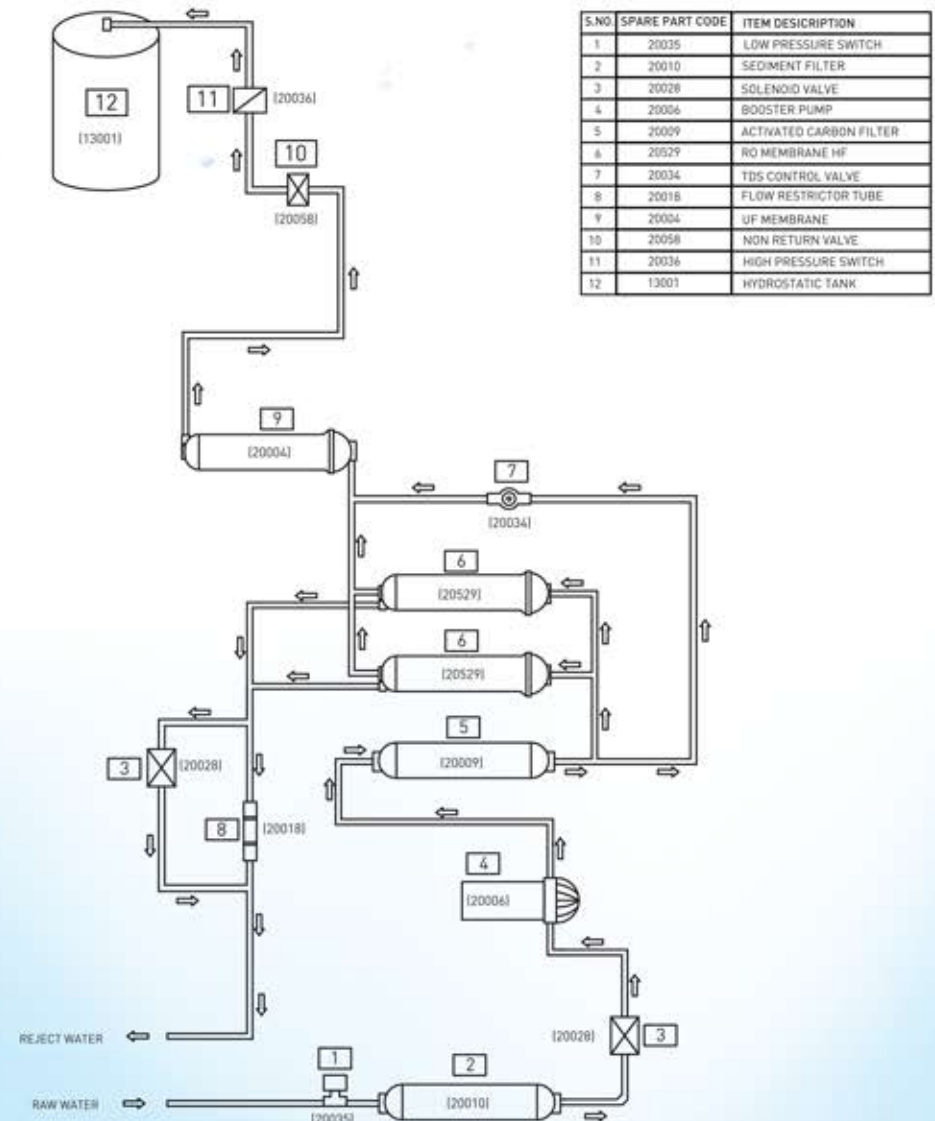 S.NO. SPARE PART CODE ITEM DESICRIPTION
1 20035 LOW PRESSURE SWITCH
2 20010 SEDIMENT FILTER
3 20028 SOLENOID VALVE
4 20006 BOOSTER PUMP
5 20009 ACTIVATED CARBON FILTER
6 20529 RO MEMBRANE HF
7 20034 TDS CONTROL VALVE
8 20018 FLOW RESTRICTOR TUBE
9 20004 UF MEMBRANE
10 20058 NON RETURN VALVE
11 20036 HIGH PRESSURE SWITCH
12 13001 HYDROSTATIC TANK
12
(13001)
11
(20036)
10
(20058)
9
(20004)
7
(20034)
6
(20529)
6
(20529)
5
(20009)
3
(20028)
8
(20018)
4
(20006)
(20028)
3
REJECT WATER
1
2
RAW WATER
(20010)
(20035)